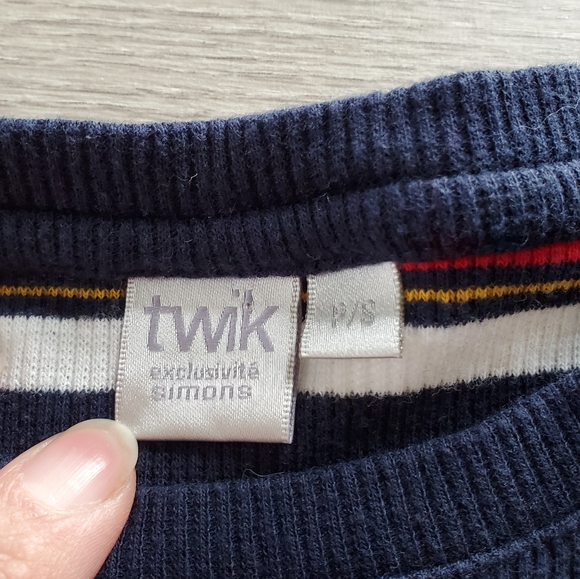 twik
exclusivité
simons
P/S